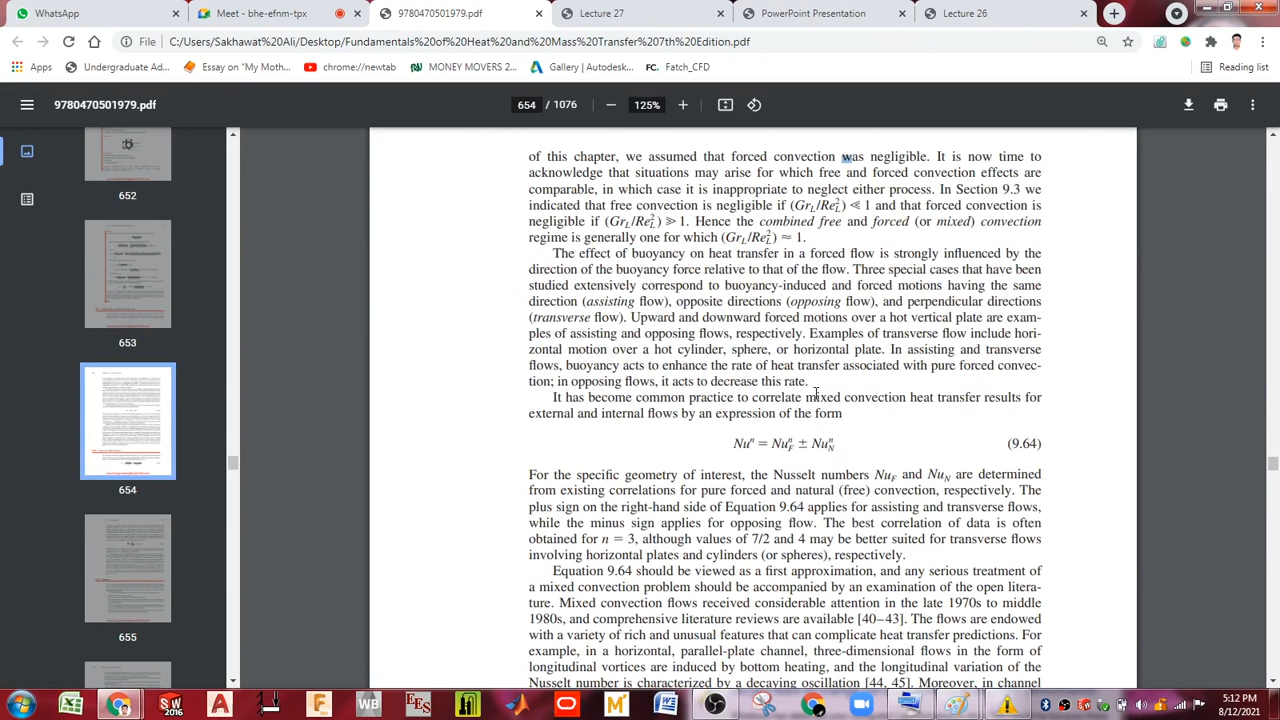 WhatsApp
Meet - bhe-efnm-tpx
9780470501979.pdf
Lecture 27
PowerPoint Presentation
Lecture 26
File
C:/Users/Sakhawat%20Ali/Desktop/Fundamentals%20of%20Heat%20and%20Mass%20Transfer%207th%20Edition.pdf
Apps
Undergraduate Ad...
Essay on "My Moth...
chrome://newtab
MONEY MOVERS 2...
Gallery | Autodesk...
FC. Fatch_CFD
Reading list
9780470501979.pdf
654 / 1076
125%
652
653
654
655
of this chapter, we assumed that forced convection was negligible. It is now time to
acknowledge that situations may arise for which free and forced convection effects are
comparable, in which case it is inappropriate to neglect either process. In Section 9.3 we
indicated that free convection is negligible if (Gr_L/Re_L^2) ≪ 1 and that forced convection is
negligible if (Gr_L/Re_L^2) ≫ 1. Hence the combined free and forced (or mixed) convection
regime is generally one for which (Gr_L/Re_L^2) ≈ 1
The effect of buoyancy on heat transfer in a forced flow is strongly influenced by the
direction of the buoyancy force relative to that of the flow. Three special cases that have been
studied extensively correspond to buoyancy-induced and forced motions having the same
direction (assisting flow), opposite directions (opposing flow), and perpendicular directions
(transverse flow). Upward and downward forced motions over a hot vertical plate are exam-
ples of assisting and opposing flows, respectively. Examples of transverse flow include hori-
zontal motion over a hot cylinder, sphere, or horizontal plate. In assisting and transverse
flows, buoyancy acts to enhance the rate of heat transfer associated with pure forced convec-
tion; in opposing flows, it acts to decrease this rate.
It has become common practice to correlate mixed convection heat transfer results for
external and internal flows by an expression of the form
Nu^n = Nu_F^n ± Nu_N^n (9.64)
For the specific geometry of interest, the Nusselt numbers Nu_F and Nu_N are determined
from existing correlations for pure forced and natural (free) convection, respectively. The
plus sign on the right-hand side of Equation 9.64 applies for assisting and transverse flows,
while the minus sign applies for opposing flow. The best correlation of data is often
obtained for n = 3, although values of 7/2 and 4 may be better suited for transverse flows
involving horizontal plates and cylinders (or spheres), respectively.
Equation 9.64 should be viewed as a first approximation, and any serious treatment of
a mixed convection problem should be accompanied by an examination of the open litera-
ture. Mixed convection flows received considerable attention in the late 1970s to middle
1980s, and comprehensive literature reviews are available [40–43]. The flows are endowed
with a variety of rich and unusual features that can complicate heat transfer predictions. For
example, in a horizontal, parallel-plate channel, three-dimensional flows in the form of
longitudinal vortices are induced by bottom heating, and the longitudinal variation of the
Nusselt number is characterized by a decaying oscillation [44, 45]. Moreover, in channel
2016
WB
EES
5:12 PM
8/12/2021